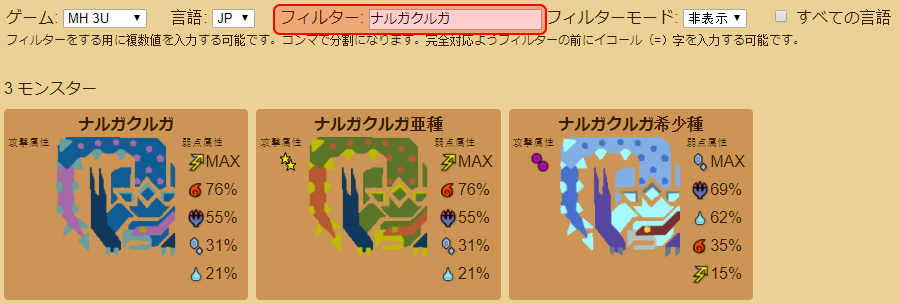 ゲーム: MH 3U 言語: JP フィルター: ナルガクルガ フィルターモード: 非表示 すべての言語
フィルターをする用に複数値を入力する可能です。コンマで分割になります。完全対応ようフィルターの前にイコール（=）字を入力する可能です。
3 モンスター
ナルガクルガ
攻撃属性 弱点属性
MAX
76%
55%
31%
21%
ナルガクルガ亜種
攻撃属性 弱点属性
MAX
76%
55%
31%
21%
ナルガクルガ希少種
攻撃属性 弱点属性
MAX
69%
62%
35%
15%